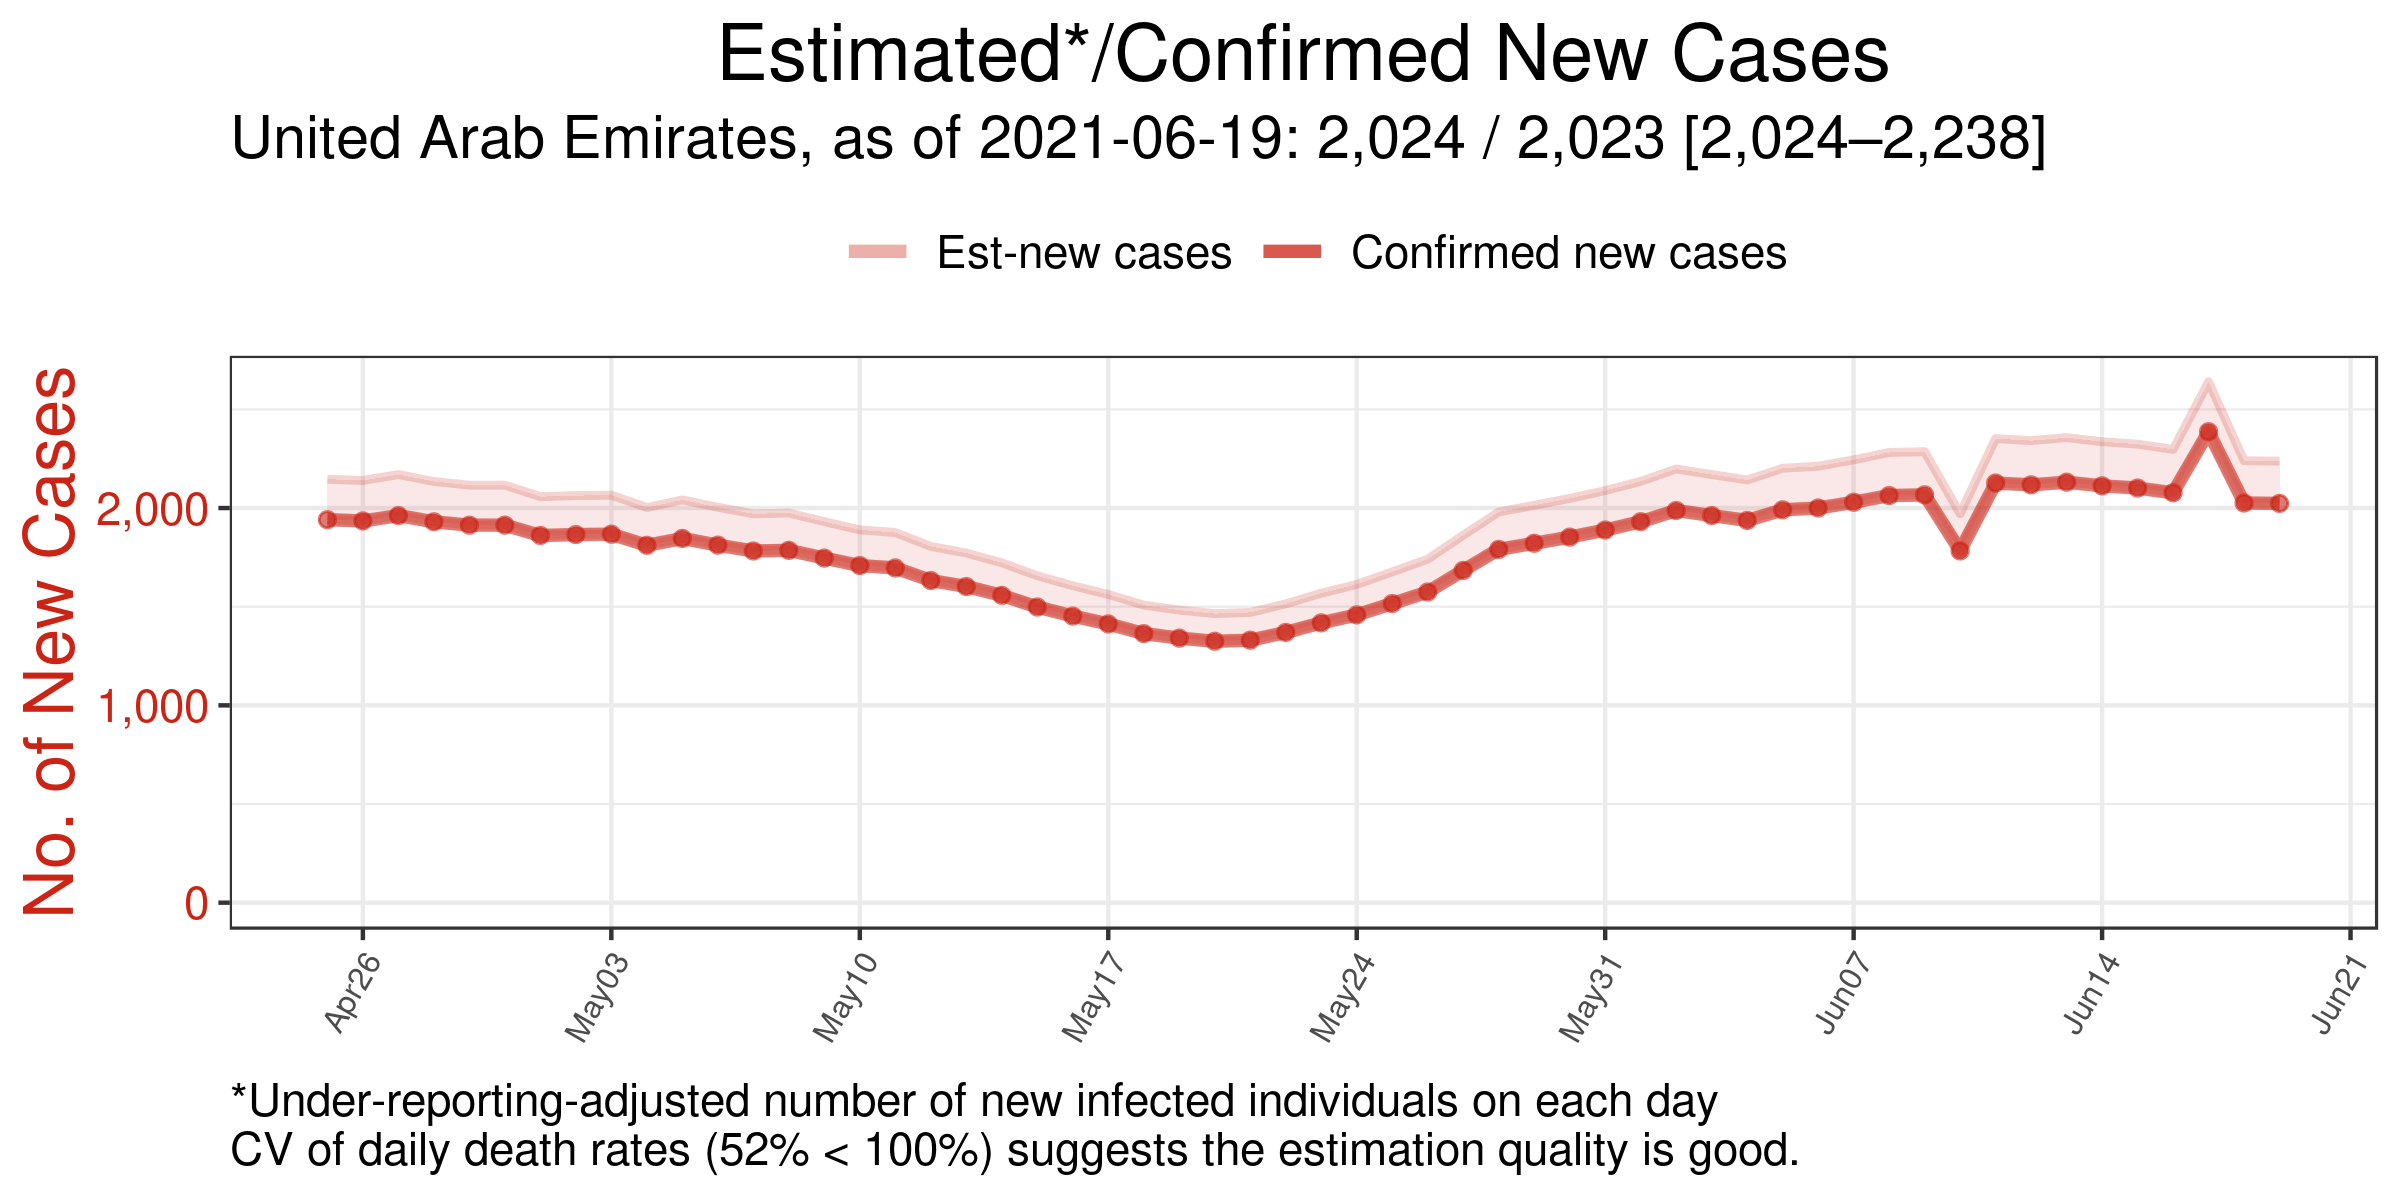 Estimated*/Confirmed New Cases
United Arab Emirates, as of 2021-06-19: 2,024 / 2,023 [2,024–2,238]
Est-new cases Confirmed new cases
No. of New Cases
2,000
1,000
0
Apr26 May03 May10 May17 May24 May31 Jun07 Jun14 Jun21
*Under-reporting-adjusted number of new infected individuals on each day
CV of daily death rates (52% < 100%) suggests the estimation quality is good.